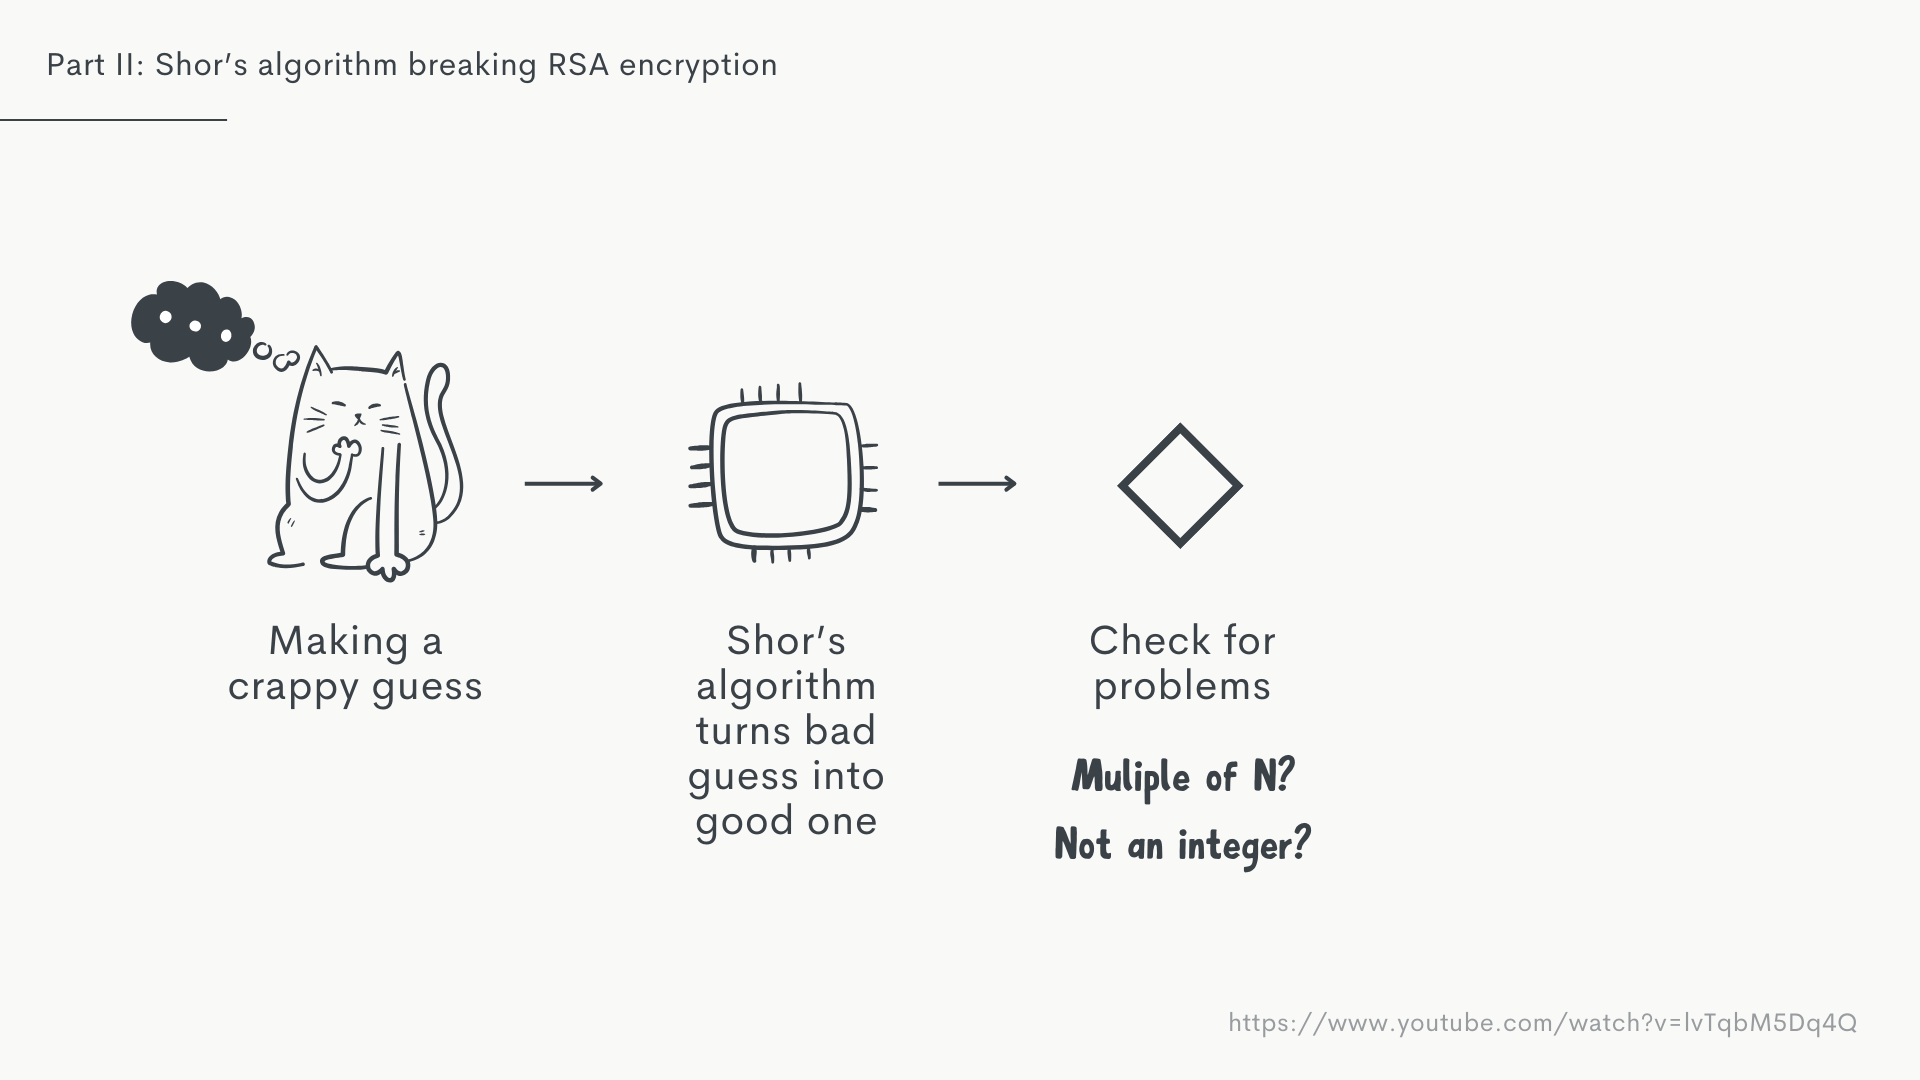 Part II: Shor’s algorithm breaking RSA encryption
Making a
crappy guess
Shor’s
algorithm
turns bad
guess into
good one
Check for
problems
Muliple of N?
Not an integer?
https://www.youtube.com/watch?v=lvTqbM5Dq4Q